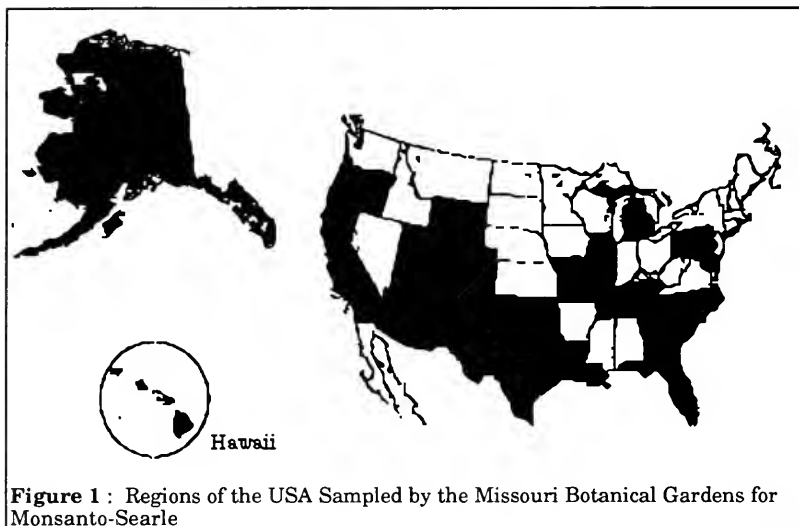 Hawaii
Figure 1 : Regions of the USA Sampled by the Missouri Botanical Gardens for
Monsanto-Searle